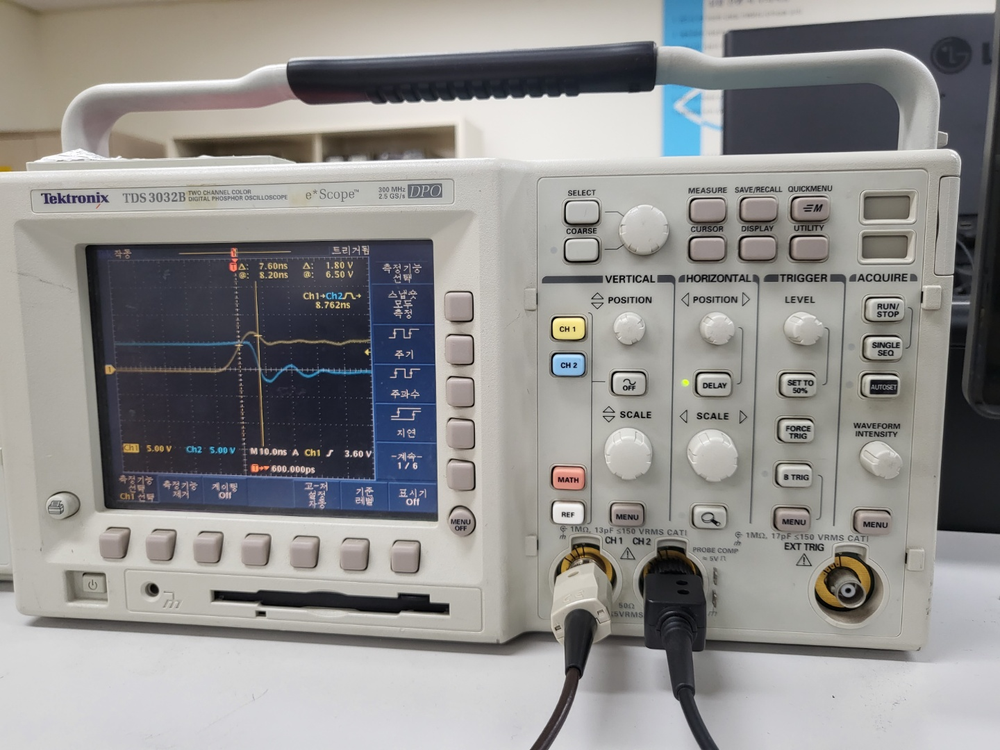 Tektronix TDS 3032B TWO CHANNEL COLOR DIGITAL PHOSPHOR OSCILLOSCOPE e*Scope™ 300 MHz 2.5 GS/s DPO
작동 트리거됨
Δ: 7.60ns Δ: 1.80 V
@: 8.20ns @: 6.50 V
Ch1→Ch2
8.762ns
측정기능
선택
스냅숏
모두
측정
주기
주파수
지연
-계속-
1 / 6
1
Ch1 5.00 V Ch2 5.00 V M 10.0ns A Ch1 ∫ 3.60 V
T→▼ 600.000ps
측정기능
선택
Ch1 선택
측정기능
제거
게이팅
Off
고-저
설정
자동
기준
레벨
표시기
Off
MENU
OFF
SELECT
COARSE
MEASURE SAVE/RECALL QUICKMENU
M
CURSOR DISPLAY UTILITY
VERTICAL HORIZONTAL TRIGGER ACQUIRE
POSITION POSITION LEVEL
RUN/
STOP
CH 1
SINGLE
SEQ
CH 2
OFF
DELAY
SET TO
50%
AUTOSET
SCALE SCALE
FORCE
TRIG
WAVEFORM
INTENSITY
MATH
B TRIG
REF
MENU
MENU
MENU
1MΩ, 13pF ≤150 VRMS CAT I
1MΩ, 17pF ≤150 VRMS CAT I
CH 1 CH 2
EXT TRIG
PROBE COMP
≈ 5V
50Ω
≤5VRMS
LG